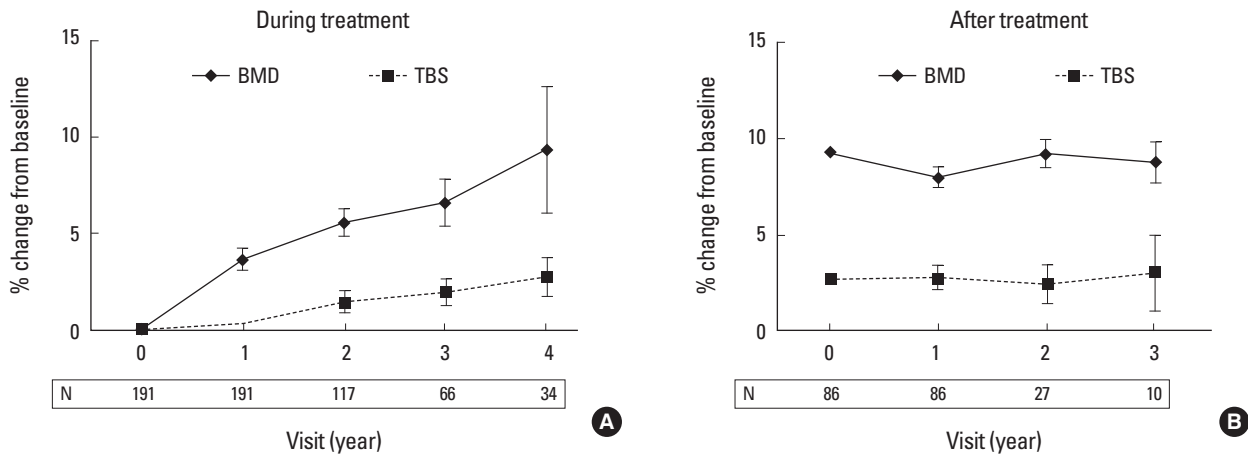 During treatment
15
10
5
0
% change from baseline
BMD
TBS
0 1 2 3 4
N 191 191 117 66 34
Visit (year)
A
After treatment
15
10
5
0
% change from baseline
BMD
TBS
0 1 2 3
N 86 86 27 10
Visit (year)
B